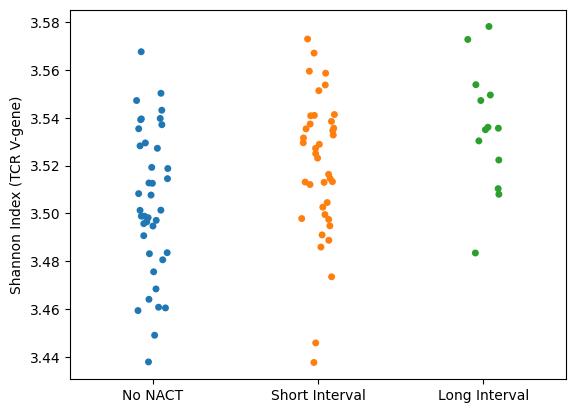 Shannon Index (TCR V-gene)
3.58
3.56
3.54
3.52
3.50
3.48
3.46
3.44
No NACT
Short Interval
Long Interval